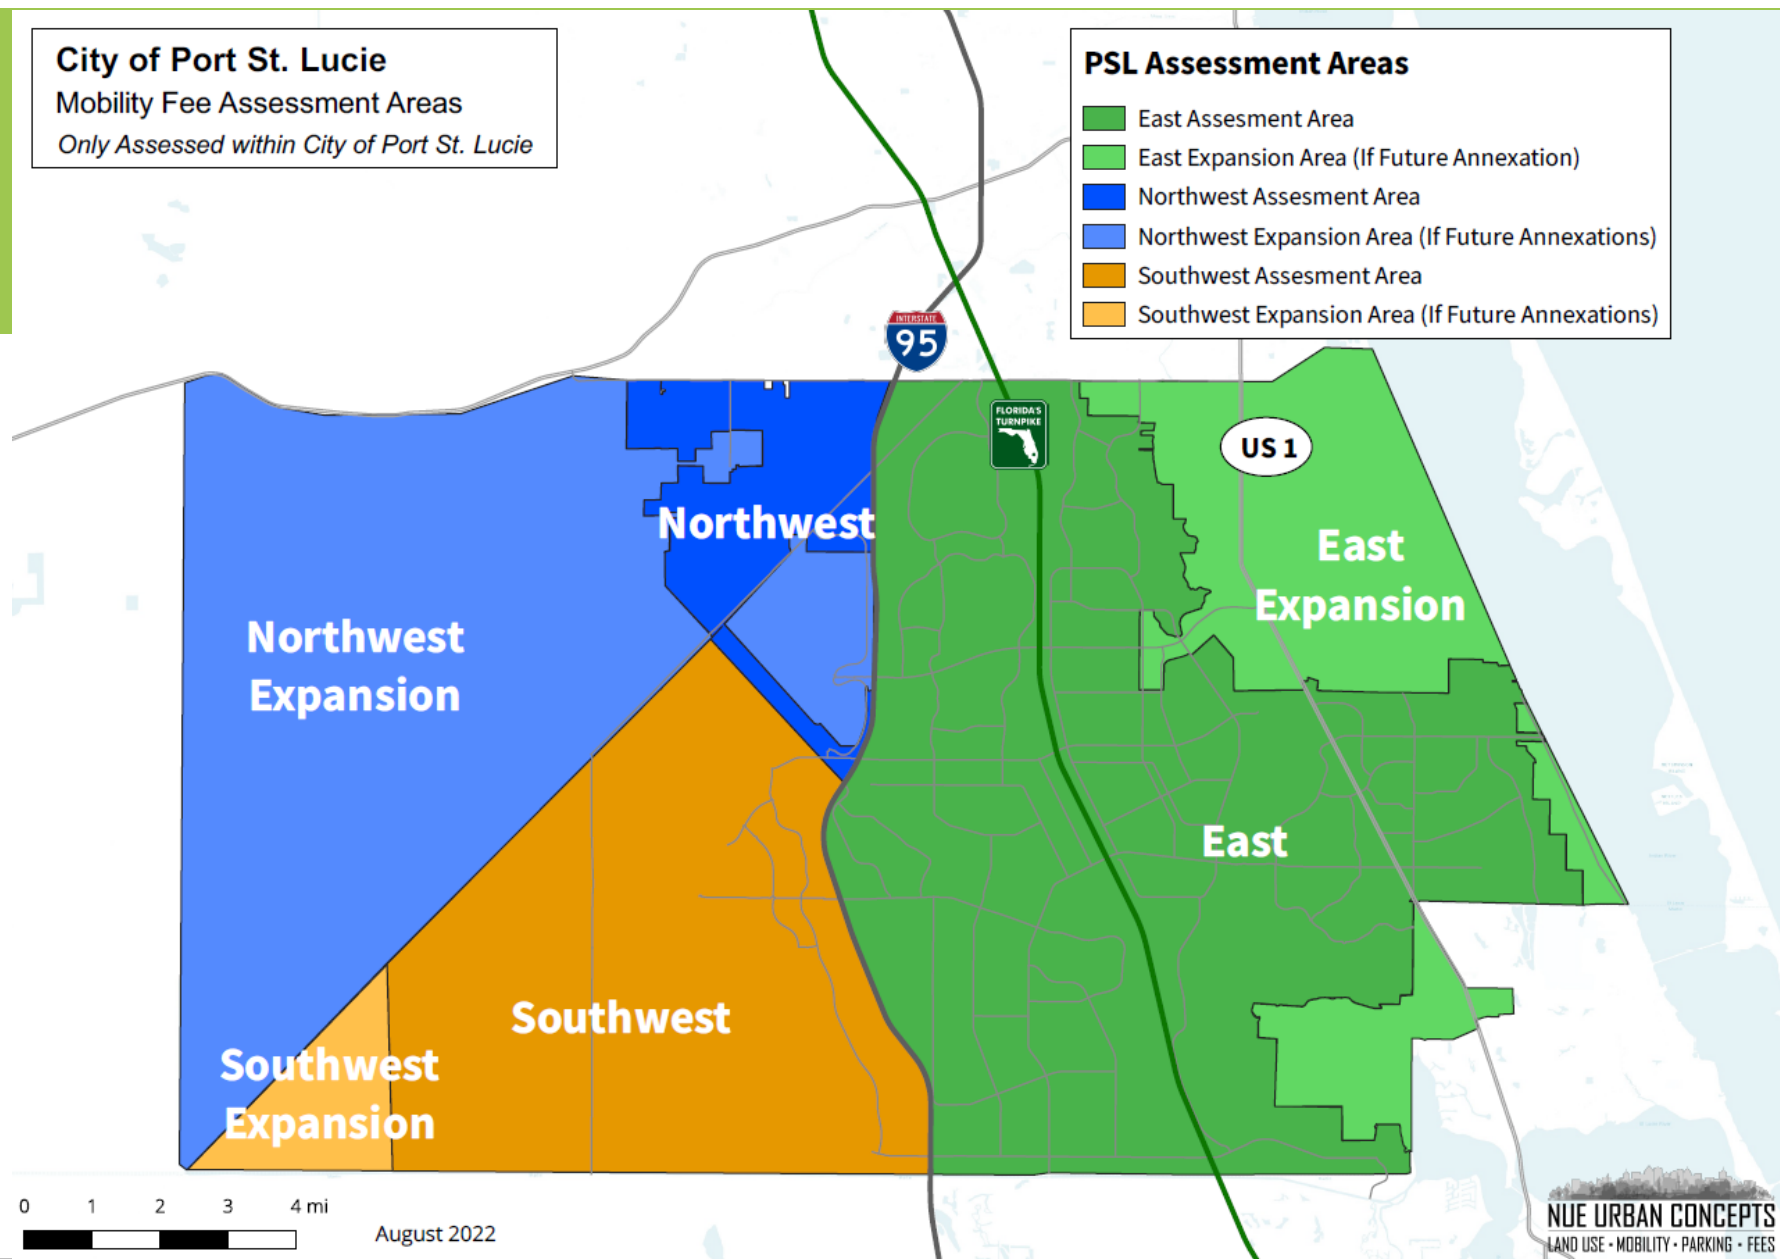 City of Port St. Lucie
Mobility Fee Assessment Areas
Only Assessed within City of Port St. Lucie
PSL Assessment Areas
East Assesment Area
East Expansion Area (If Future Annexation)
Northwest Assesment Area
Northwest Expansion Area (If Future Annexations)
Southwest Assesment Area
Southwest Expansion Area (If Future Annexations)
INTERSTATE
95
FLORIDA'S
TURNPIKE
US 1
Northwest
East
Expansion
Northwest
Expansion
East
Southwest
Southwest
Expansion
0 1 2 3 4 mi
August 2022
NUE URBAN CONCEPTS
LAND USE • MOBILITY • PARKING • FEES